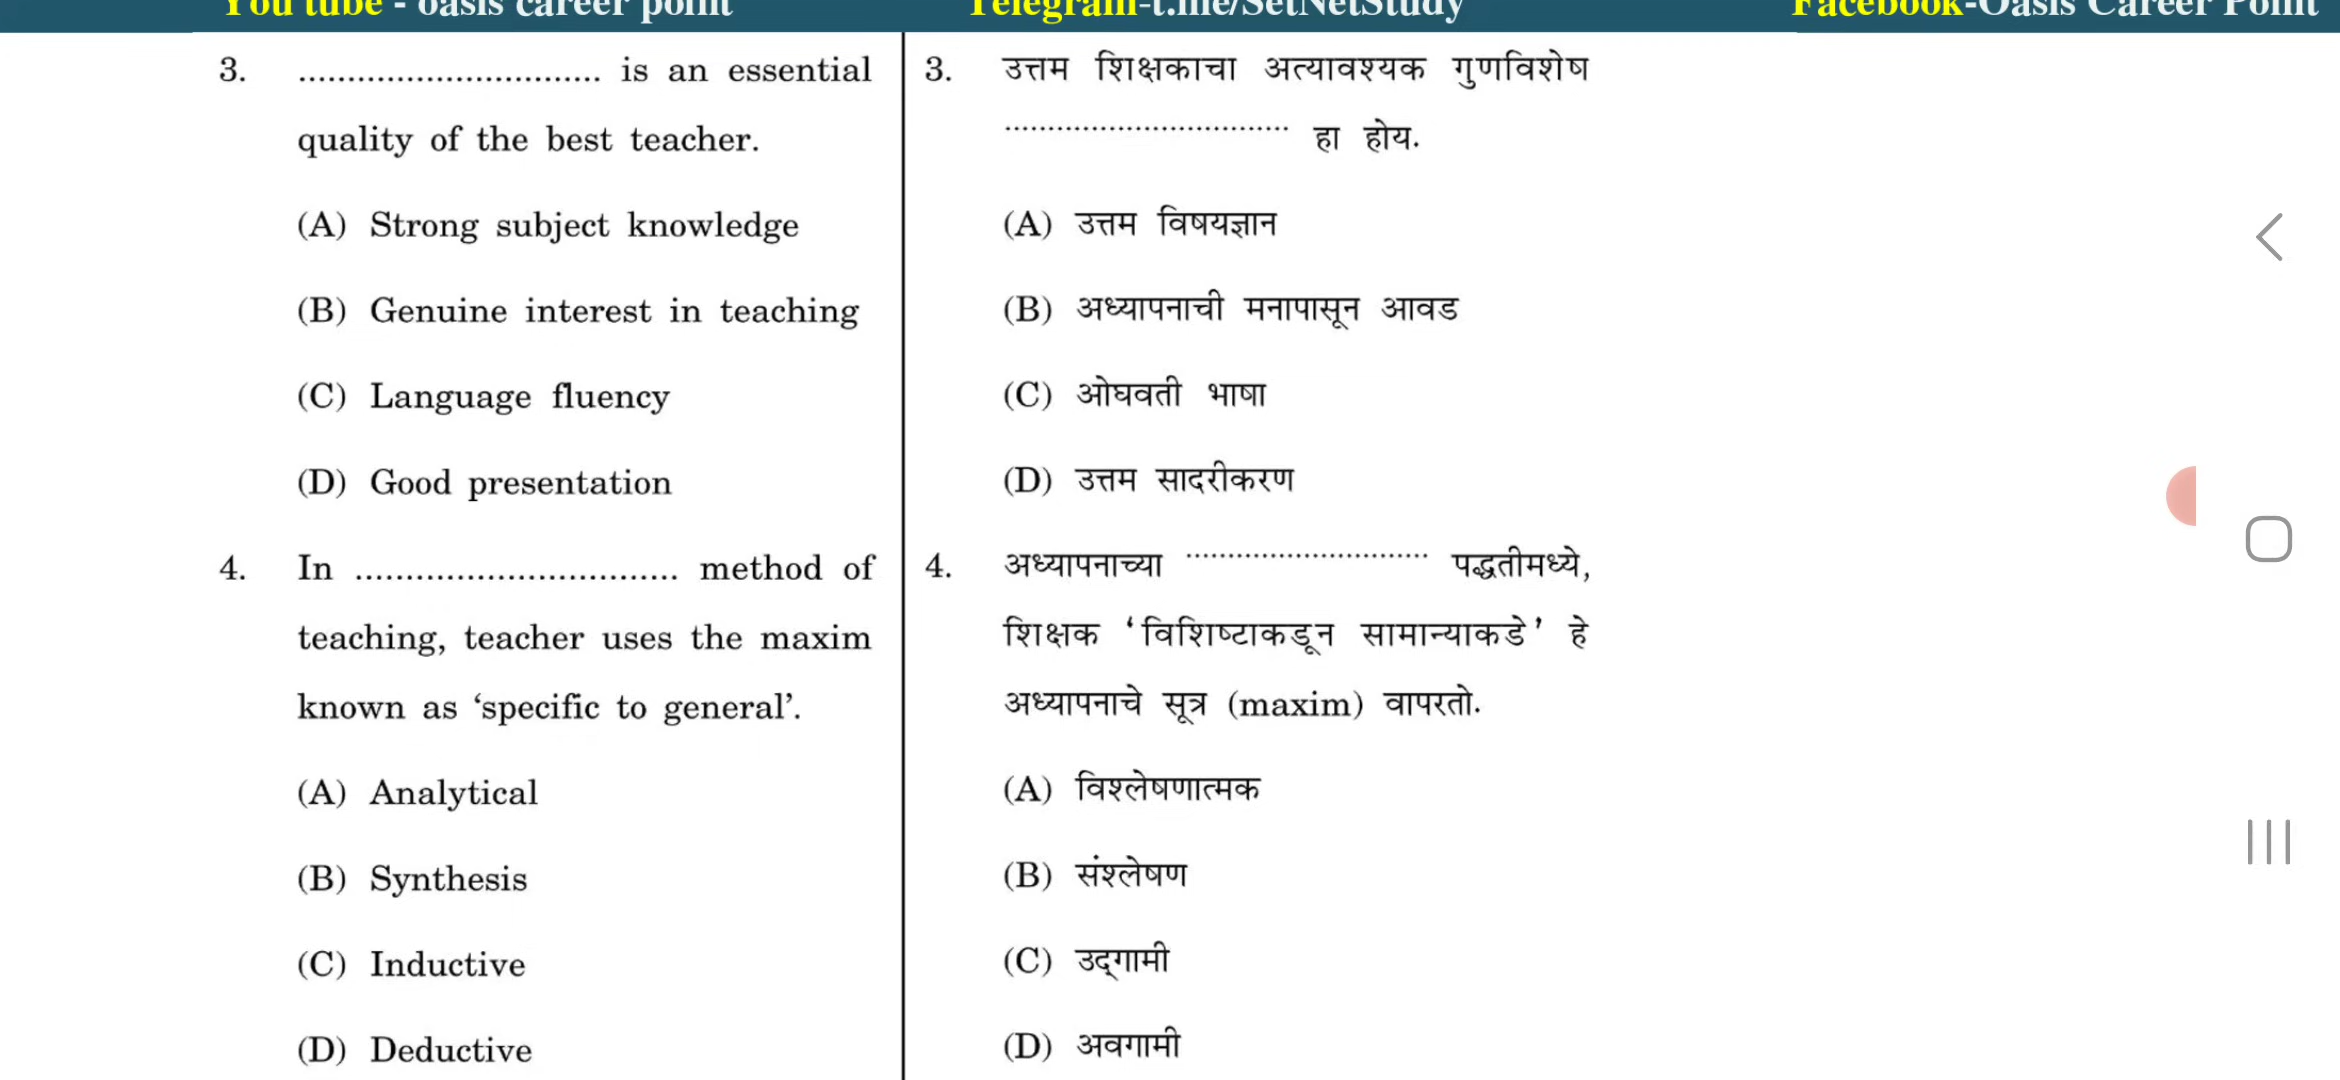 You tube - oasis career point Telegram-t.me/SetNetStudy Facebook-Oasis Career Point
3. .............................. is an essential
quality of the best teacher.
(A) Strong subject knowledge
(B) Genuine interest in teaching
(C) Language fluency
(D) Good presentation
4. In ................................ method of
teaching, teacher uses the maxim
known as ‘specific to general’.
(A) Analytical
(B) Synthesis
(C) Inductive
(D) Deductive
3. उत्तम शिक्षकाचा अत्यावश्यक गुणविशेष
................................. हा होय.
(A) उत्तम विषयज्ञान
(B) अध्यापनाची मनापासून आवड
(C) ओघवती भाषा
(D) उत्तम सादरीकरण
4. अध्यापनाच्या ............................ पद्धतीमध्ये,
शिक्षक ‘विशिष्टाकडून सामान्याकडे’ हे
अध्यापनाचे सूत्र (maxim) वापरतो.
(A) विश्लेषणात्मक
(B) संश्लेषण
(C) उद्‌गामी
(D) अवगामी